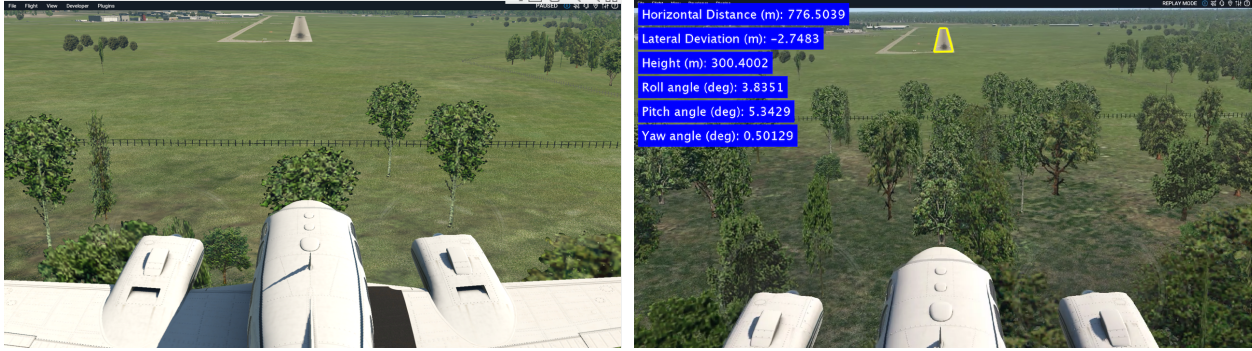 File Flight View Developer Plugins
PAUSED
REPLAY MODE
Horizontal Distance (m): 776.5039
Lateral Deviation (m): −2.7483
Height (m): 300.4002
Roll angle (deg): 3.8351
Pitch angle (deg): 5.3429
Yaw angle (deg): 0.50129